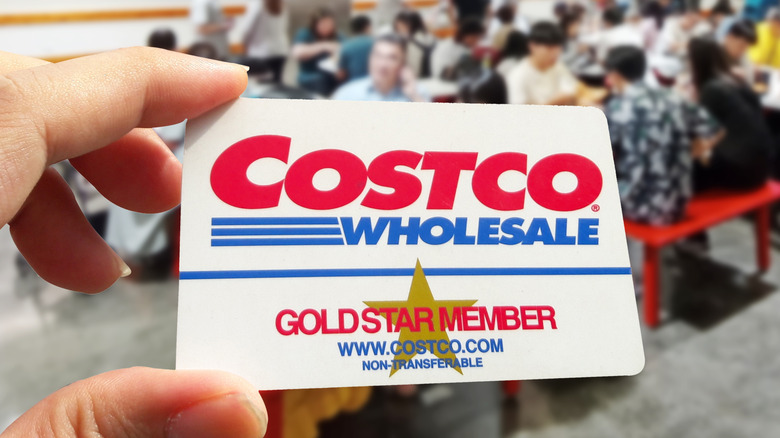 COSTCO®
WHOLESALE
GOLD STAR MEMBER
WWW.COSTCO.COM
NON-TRANSFERABLE